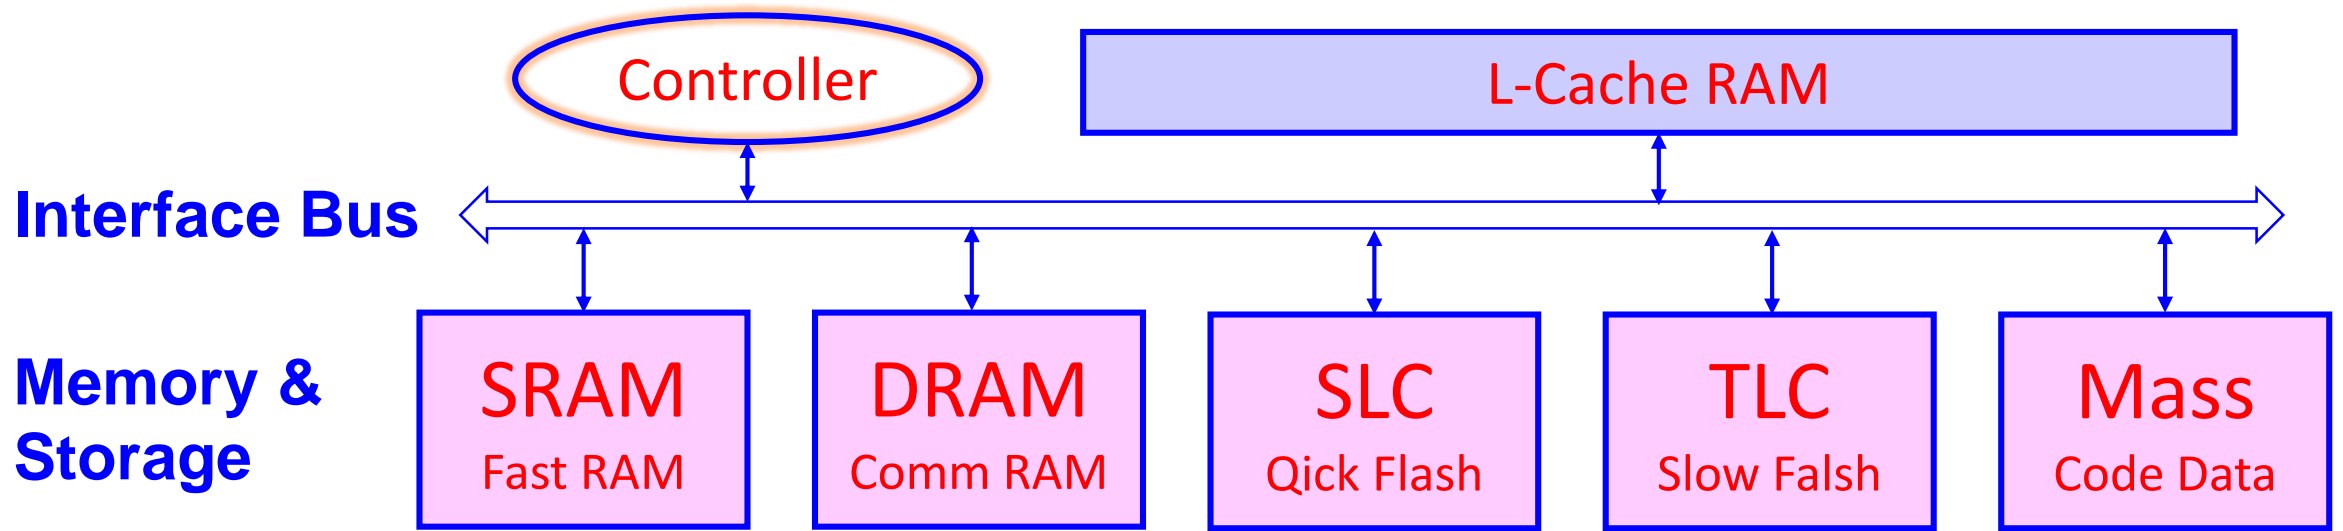 Controller
L-Cache RAM
Interface Bus
Memory &
Storage
SRAM
Fast RAM
DRAM
Comm RAM
SLC
Qick Flash
TLC
Slow Falsh
Mass
Code Data